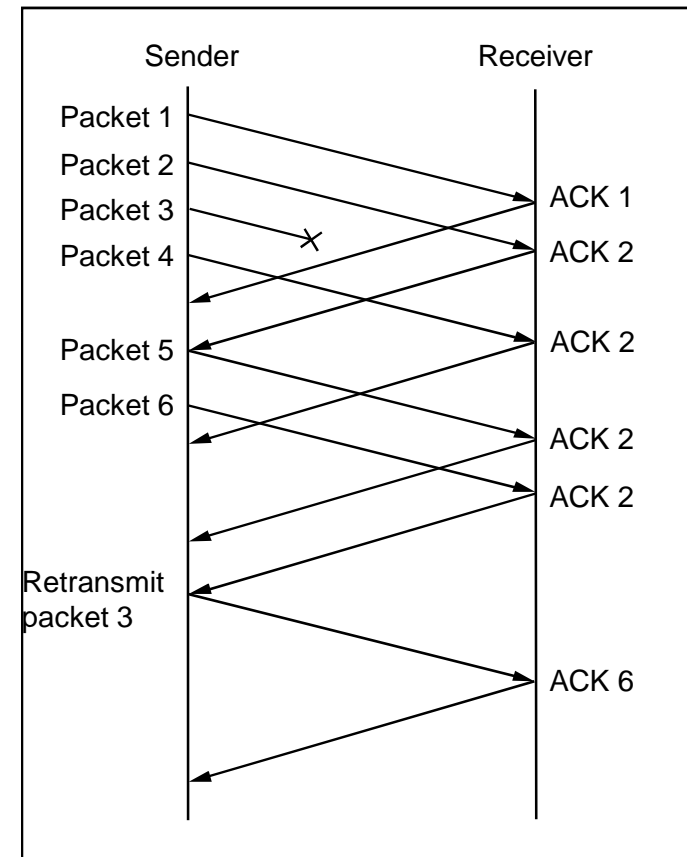 Sender
Receiver
Packet 1
Packet 2
Packet 3
Packet 4
Packet 5
Packet 6
Retransmit
packet 3
ACK 1
ACK 2
ACK 2
ACK 2
ACK 2
ACK 6